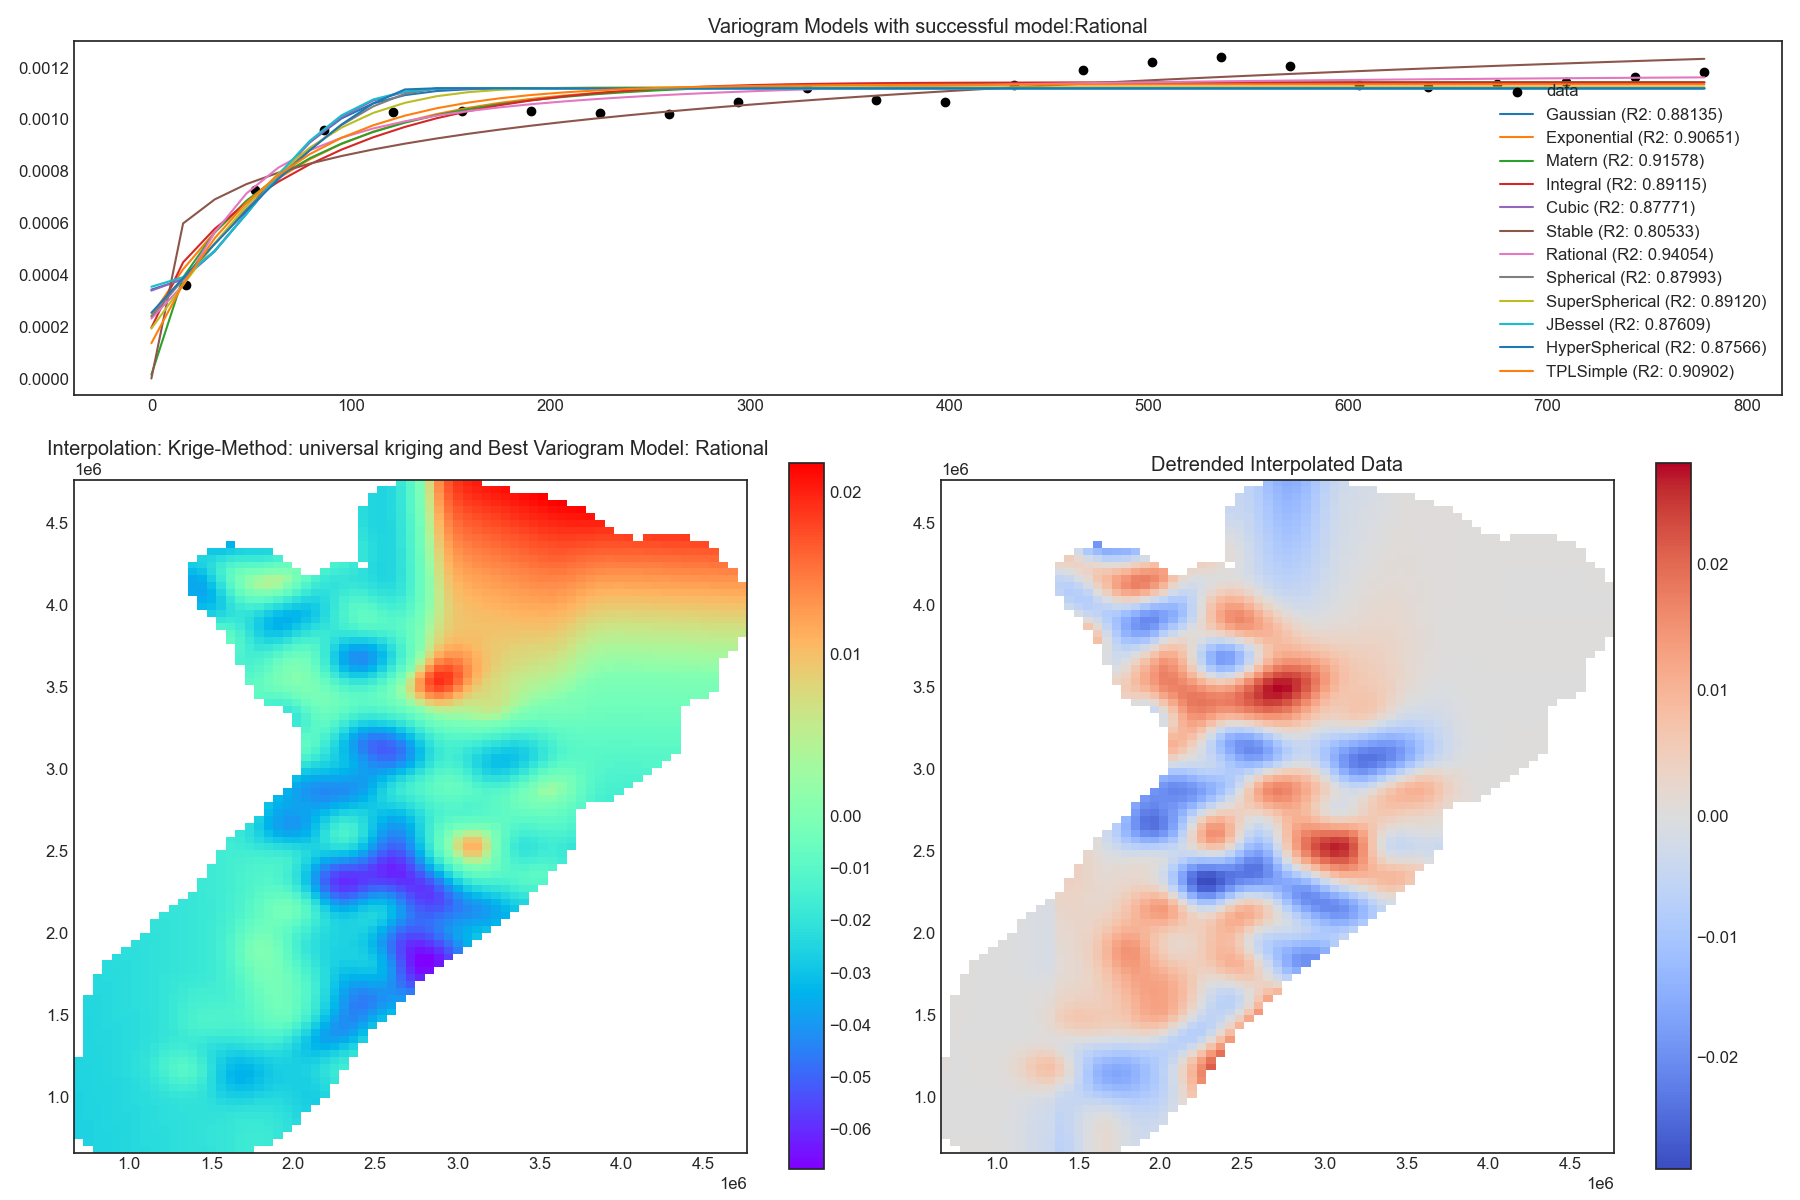 Variogram Models with successful model:Rational
0.0012
0.0010
0.0008
0.0006
0.0004
0.0002
0.0000
data
Gaussian (R2: 0.88135)
Exponential (R2: 0.90651)
Matern (R2: 0.91578)
Integral (R2: 0.89115)
Cubic (R2: 0.87771)
Stable (R2: 0.80533)
Rational (R2: 0.94054)
Spherical (R2: 0.87993)
SuperSpherical (R2: 0.89120)
JBessel (R2: 0.87609)
HyperSpherical (R2: 0.87566)
TPLSimple (R2: 0.90902)
0 100 200 300 400 500 600 700 800
Interpolation: Krige-Method: universal kriging and Best Variogram Model: Rational
1e6
4.5
4.0
3.5
3.0
2.5
2.0
1.5
1.0
1.0 1.5 2.0 2.5 3.0 3.5 4.0 4.5
1e6
0.02
0.01
0.00
−0.01
−0.02
−0.03
−0.04
−0.05
−0.06
Detrended Interpolated Data
1e6
4.5
4.0
3.5
3.0
2.5
2.0
1.5
1.0
1.0 1.5 2.0 2.5 3.0 3.5 4.0 4.5
1e6
0.02
0.01
0.00
−0.01
−0.02